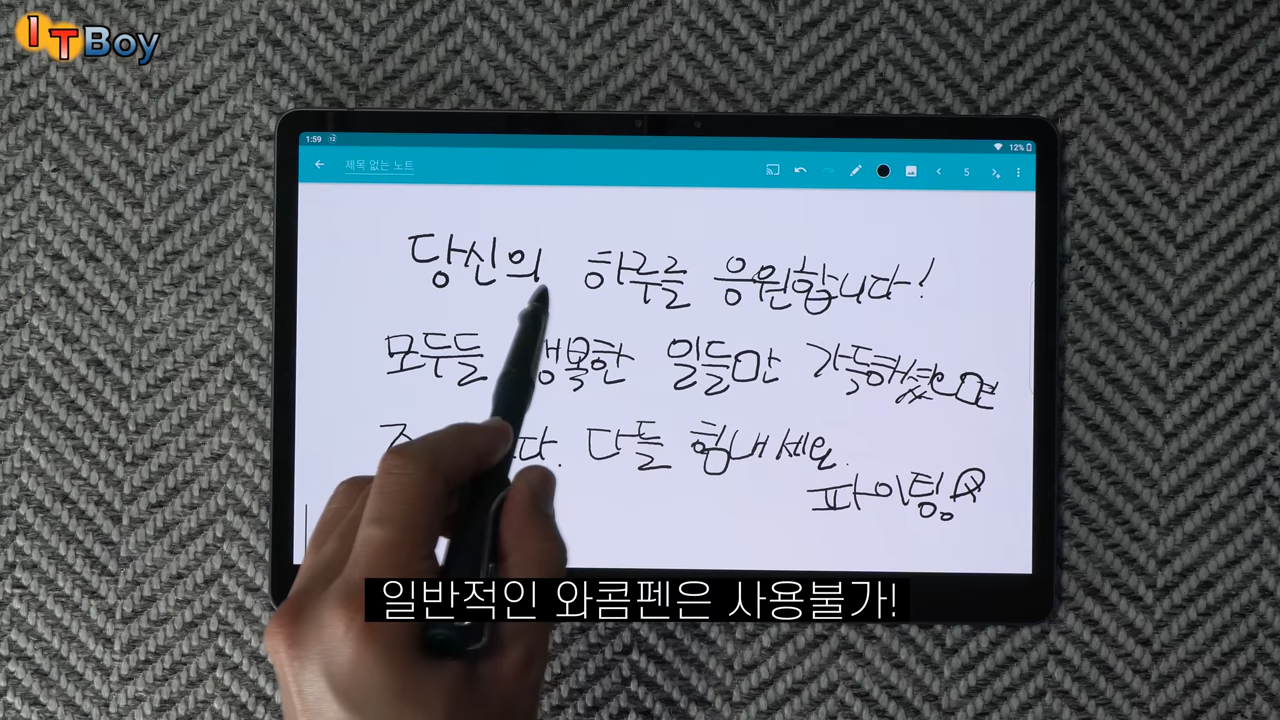 ITBoy
1:59 12
12%
제목 없는 노트
5
당신의 하루를 응원합니다!
모두들 행복한 일들만 가득하셨으면
다. 다들 힘내세요.
파이팅
일반적인 와콤펜은 사용불가!